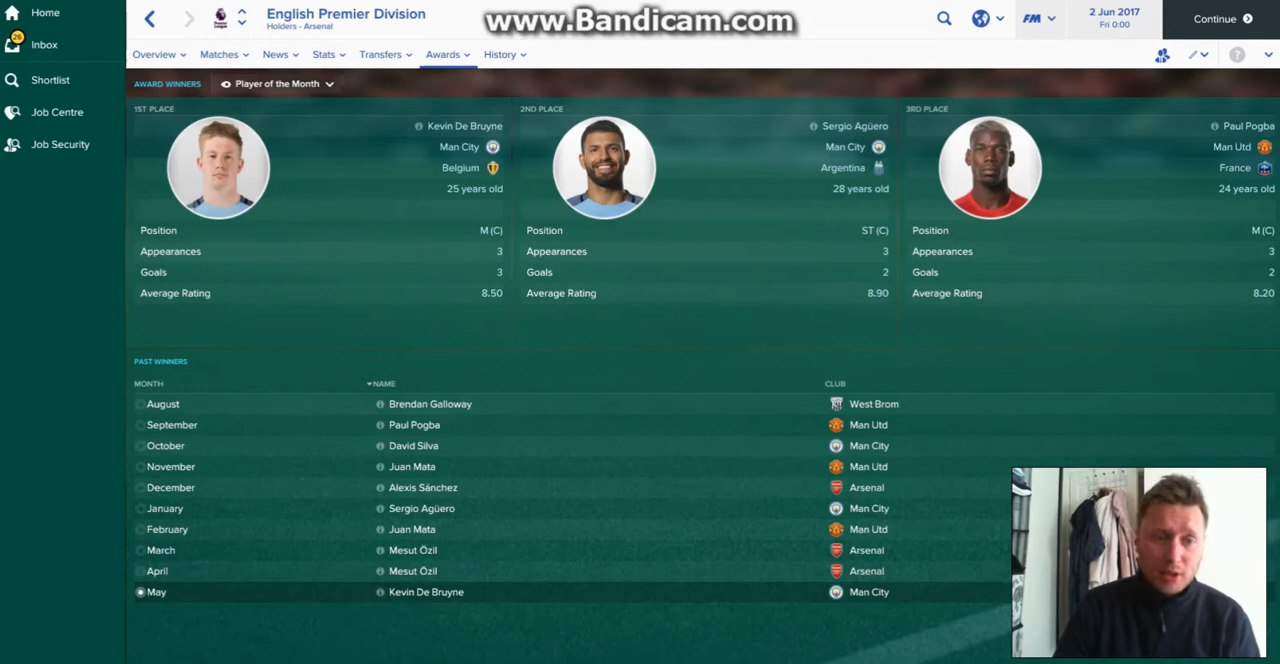 Home
Inbox
26
Shortlist
Job Centre
Job Security
English Premier Division
Holders - Arsenal
www.Bandicam.com
FM
2 Jun 2017
Fri 0:00
Continue
Overview
Matches
News
Stats
Transfers
Awards
History
?
AWARD WINNERS
Player of the Month
1ST PLACE
Kevin De Bruyne
Man City
Belgium
25 years old
Position M (C)
Appearances 3
Goals 3
Average Rating 8.50
2ND PLACE
Sergio Agüero
Man City
Argentina
28 years old
Position ST (C)
Appearances 3
Goals 2
Average Rating 8.90
3RD PLACE
Paul Pogba
Man Utd
France
24 years old
Position M (C)
Appearances 3
Goals 2
Average Rating 8.20
PAST WINNERS
MONTH NAME CLUB
August Brendan Galloway West Brom
September Paul Pogba Man Utd
October David Silva Man City
November Juan Mata Man Utd
December Alexis Sánchez Arsenal
January Sergio Agüero Man City
February Juan Mata Man Utd
March Mesut Özil Arsenal
April Mesut Özil Arsenal
May Kevin De Bruyne Man City